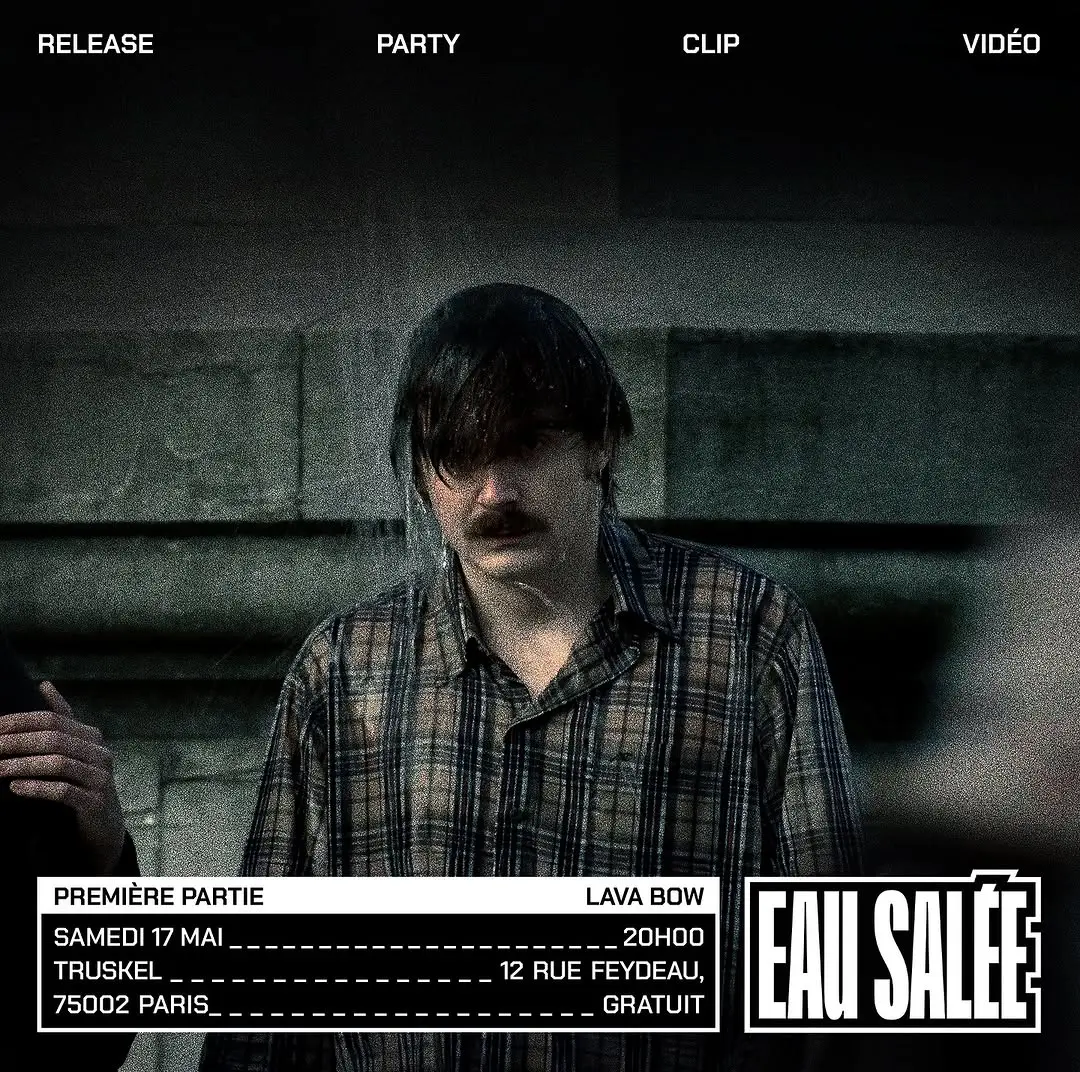 RELEASE PARTY CLIP VIDÉO
PREMIÈRE PARTIE LAVA BOW
SAMEDI 17 MAI _ _ _ _ _ _ _ _ _ _ _ _ _ _ _ _ _ _ _ _ _ _ _ 20H00
TRUSKEL _ _ _ _ _ _ _ _ _ _ _ _ _ _ _ _ 12 RUE FEYDEAU,
75002 PARIS_ _ _ _ _ _ _ _ _ _ _ _ _ _ _ _ _ _ _ _ GRATUIT
EAU SALÉE